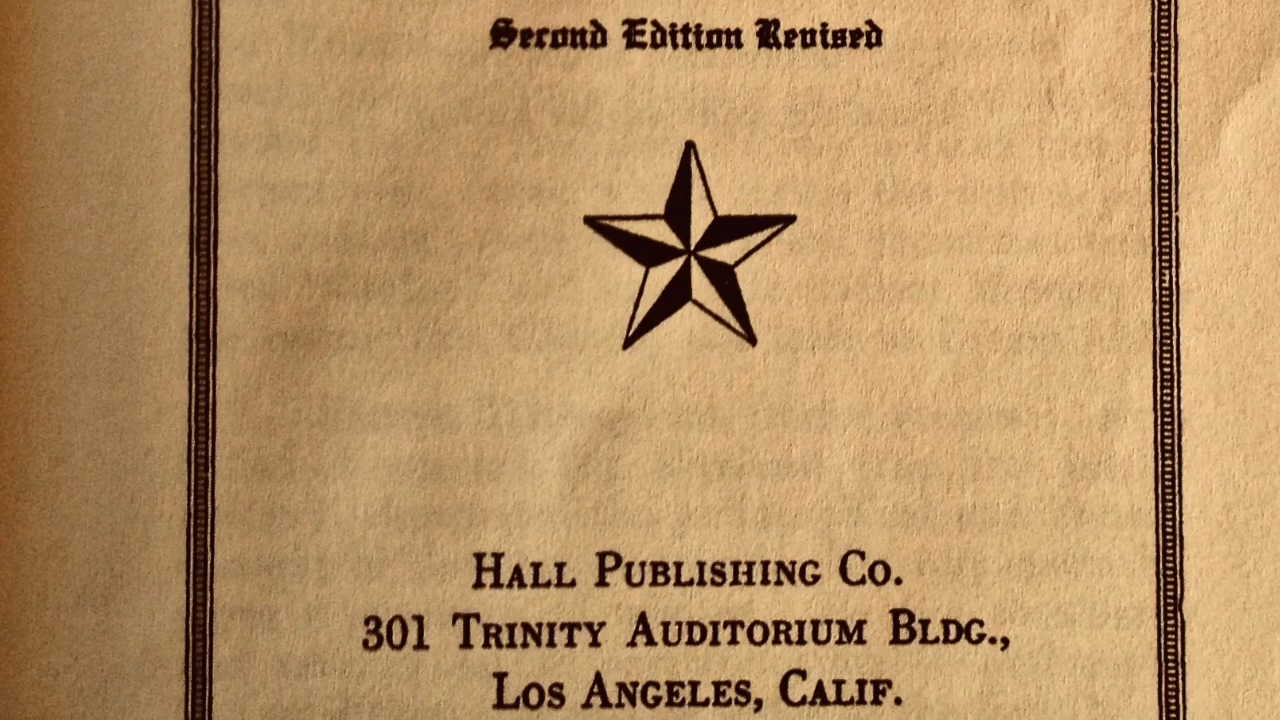 Second Edition Revised
Hall Publishing Co.
301 Trinity Auditorium Bldg.,
Los Angeles, Calif.